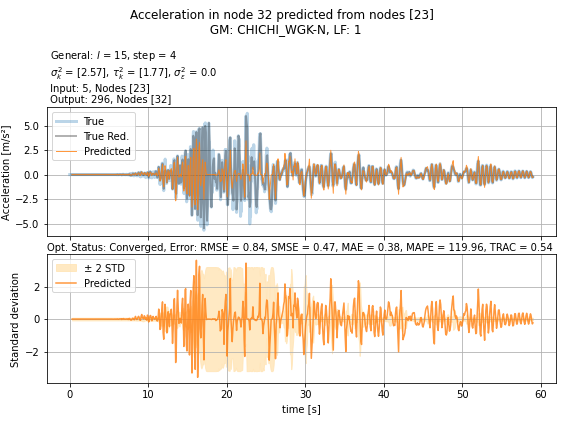 Acceleration in node 32 predicted from nodes [23]
GM: CHICHI_WGK-N, LF: 1
General: l = 15, step = 4
σ²ₖ = [2.57], τ²ₖ = [1.77], σ²ε = 0.0
Input: 5, Nodes [23]
Output: 296, Nodes [32]
Acceleration [m/s²]
5.0
2.5
0.0
−2.5
−5.0
True
True Red.
Predicted
Opt. Status: Converged, Error: RMSE = 0.84, SMSE = 0.47, MAE = 0.38, MAPE = 119.96, TRAC = 0.54
Standard deviation
2
0
−2
± 2 STD
Predicted
0 10 20 30 40 50 60
time [s]